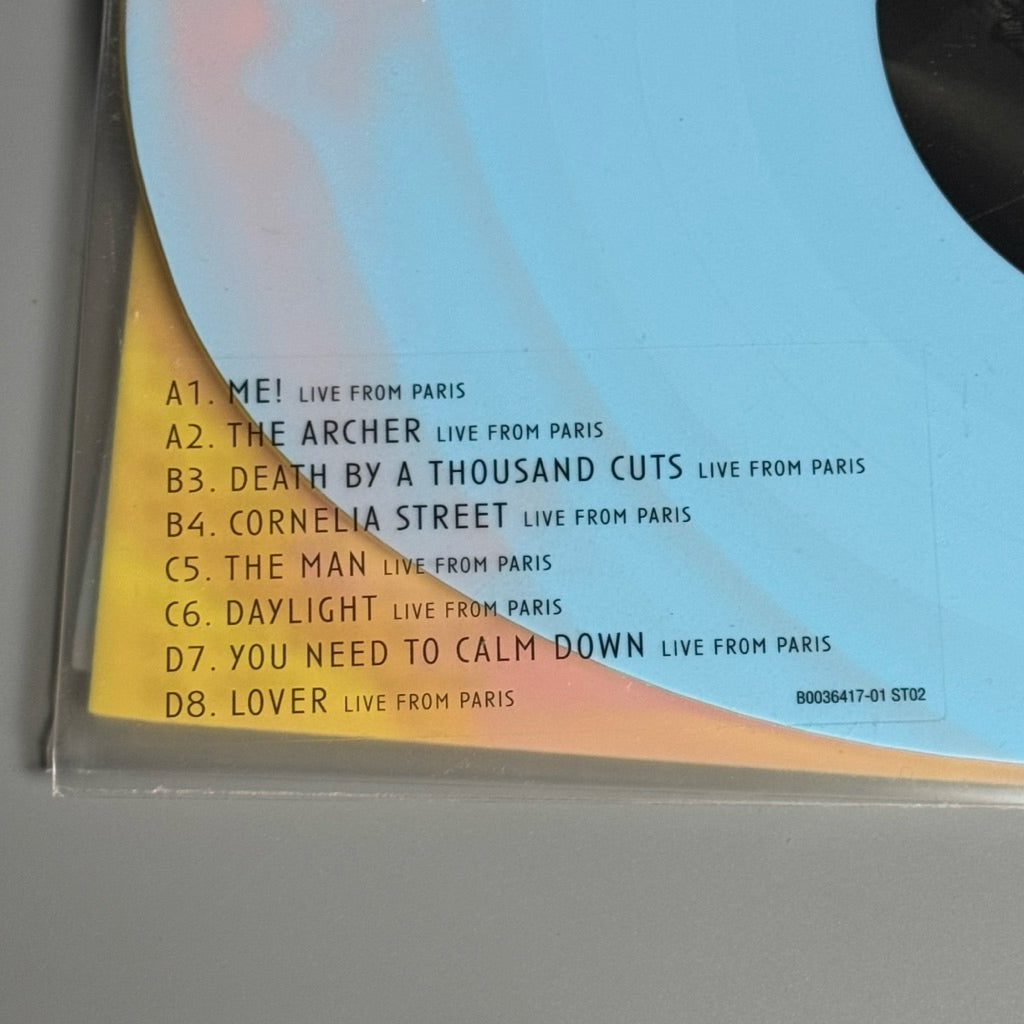 A1. ME! LIVE FROM PARIS
A2. THE ARCHER LIVE FROM PARIS
B3. DEATH BY A THOUSAND CUTS LIVE FROM PARIS
B4. CORNELIA STREET LIVE FROM PARIS
C5. THE MAN LIVE FROM PARIS
C6. DAYLIGHT LIVE FROM PARIS
D7. YOU NEED TO CALM DOWN LIVE FROM PARIS
D8. LOVER LIVE FROM PARIS
B0036417-01 ST02